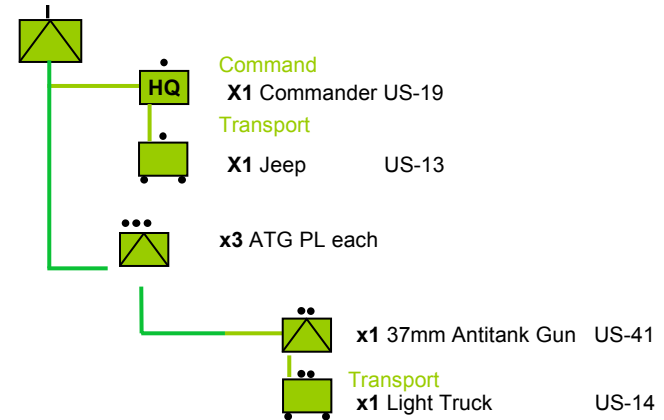 Command
HQ
X1 Commander US-19
Transport
X1 Jeep US-13
x3 ATG PL each
x1 37mm Antitank Gun US-41
Transport
x1 Light Truck US-14